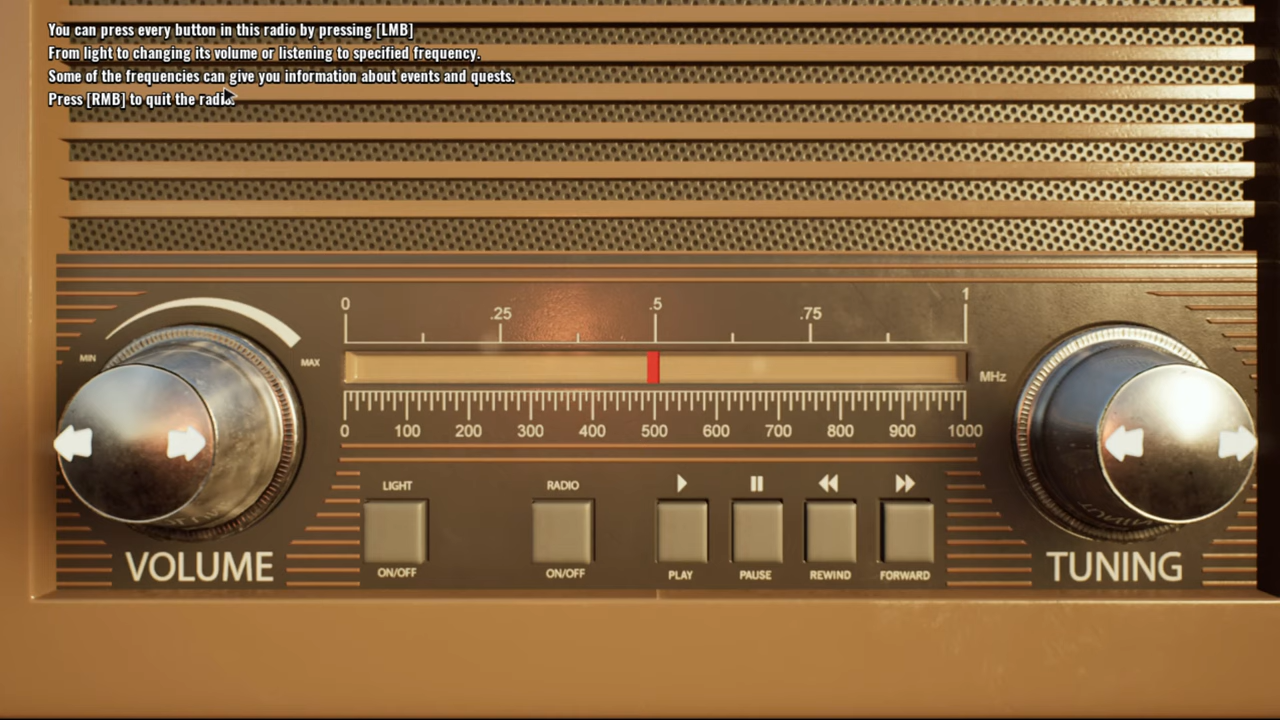 You can press every button in this radio by pressing [LMB]
From light to changing its volume or listening to specified frequency.
Some of the frequencies can give you information about events and quests.
Press [RMB] to quit the radio.
0 .25 .5 .75 1
MIN MAX
MHz
0 100 200 300 400 500 600 700 800 900 1000
LIGHT RADIO
ON/OFF ON/OFF PLAY PAUSE REWIND FORWARD
VOLUME TUNING